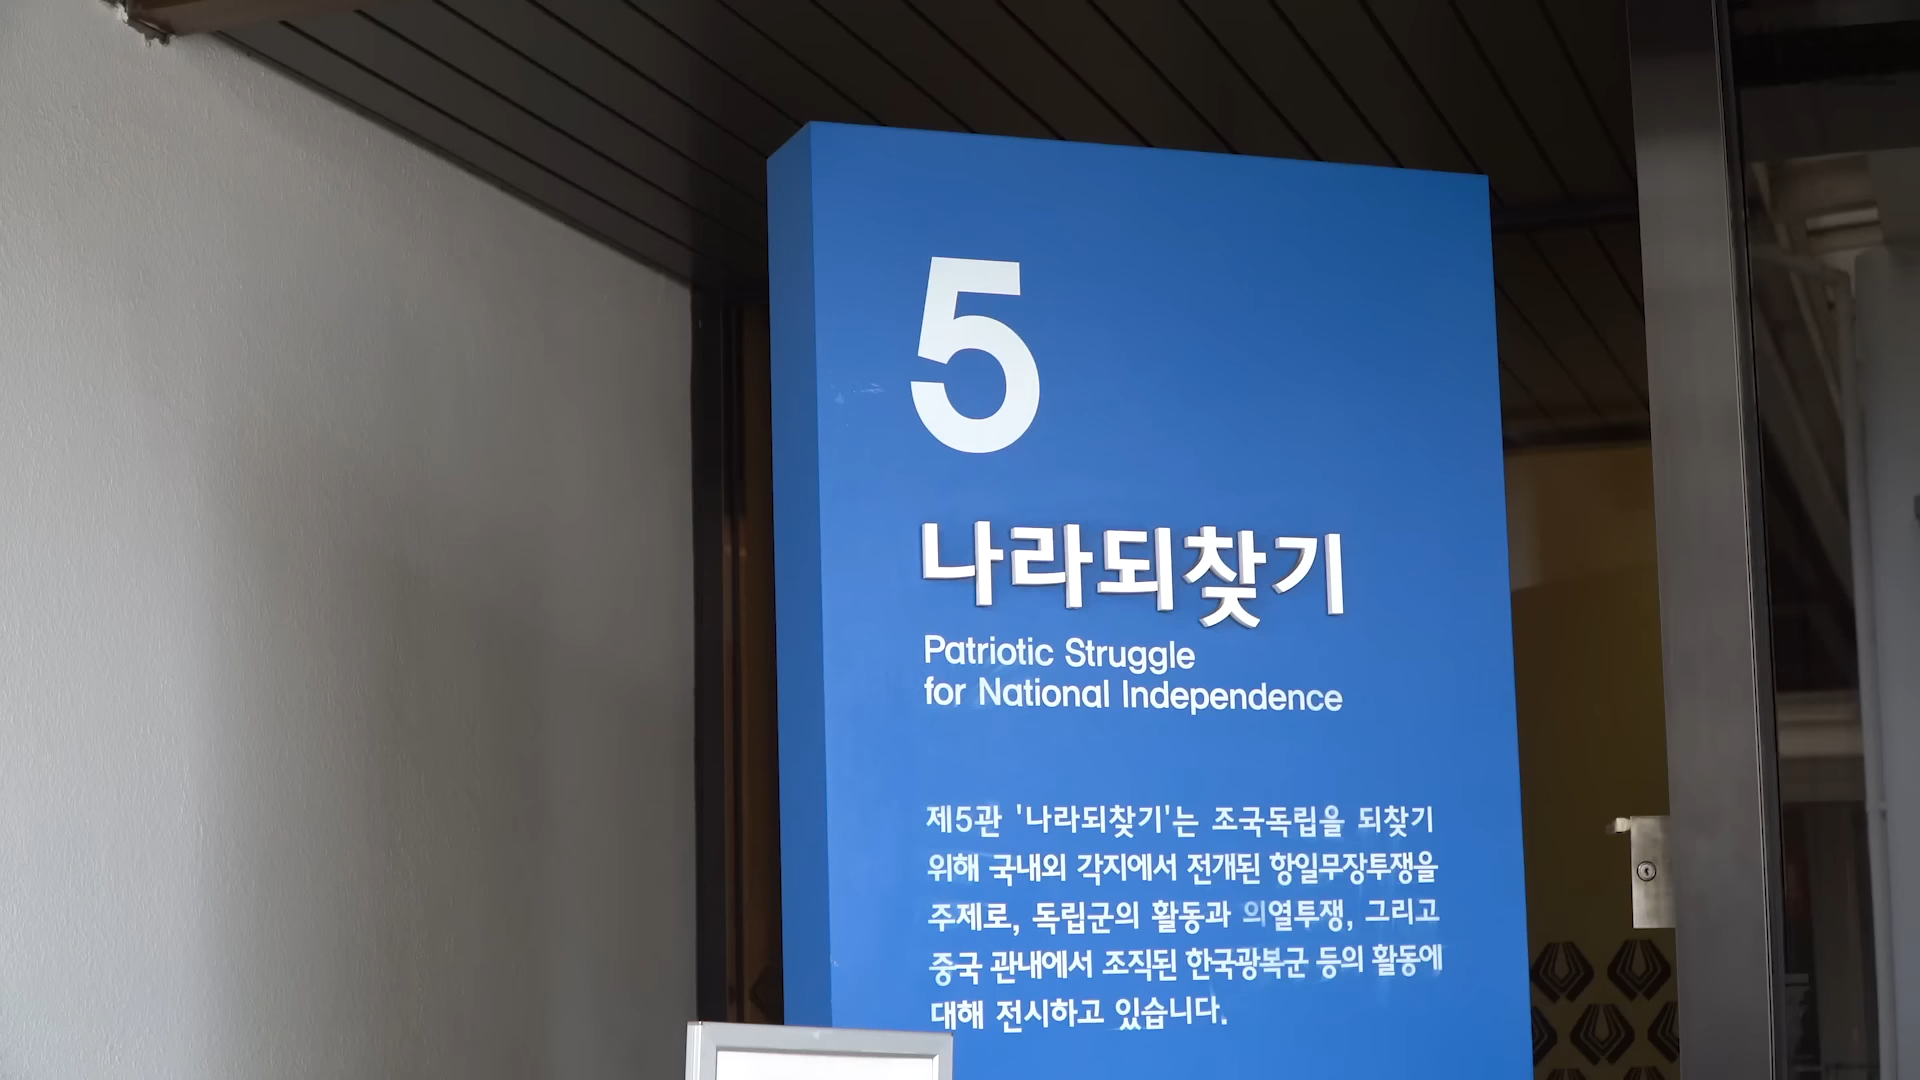 5
나라되찾기
Patriotic Struggle
for National Independence
제5관 '나라되찾기'는 조국독립을 되찾기
위해 국내외 각지에서 전개된 항일무장투쟁을
주제로, 독립군의 활동과 의열투쟁, 그리고
중국 관내에서 조직된 한국광복군 등의 활동에
대해 전시하고 있습니다.